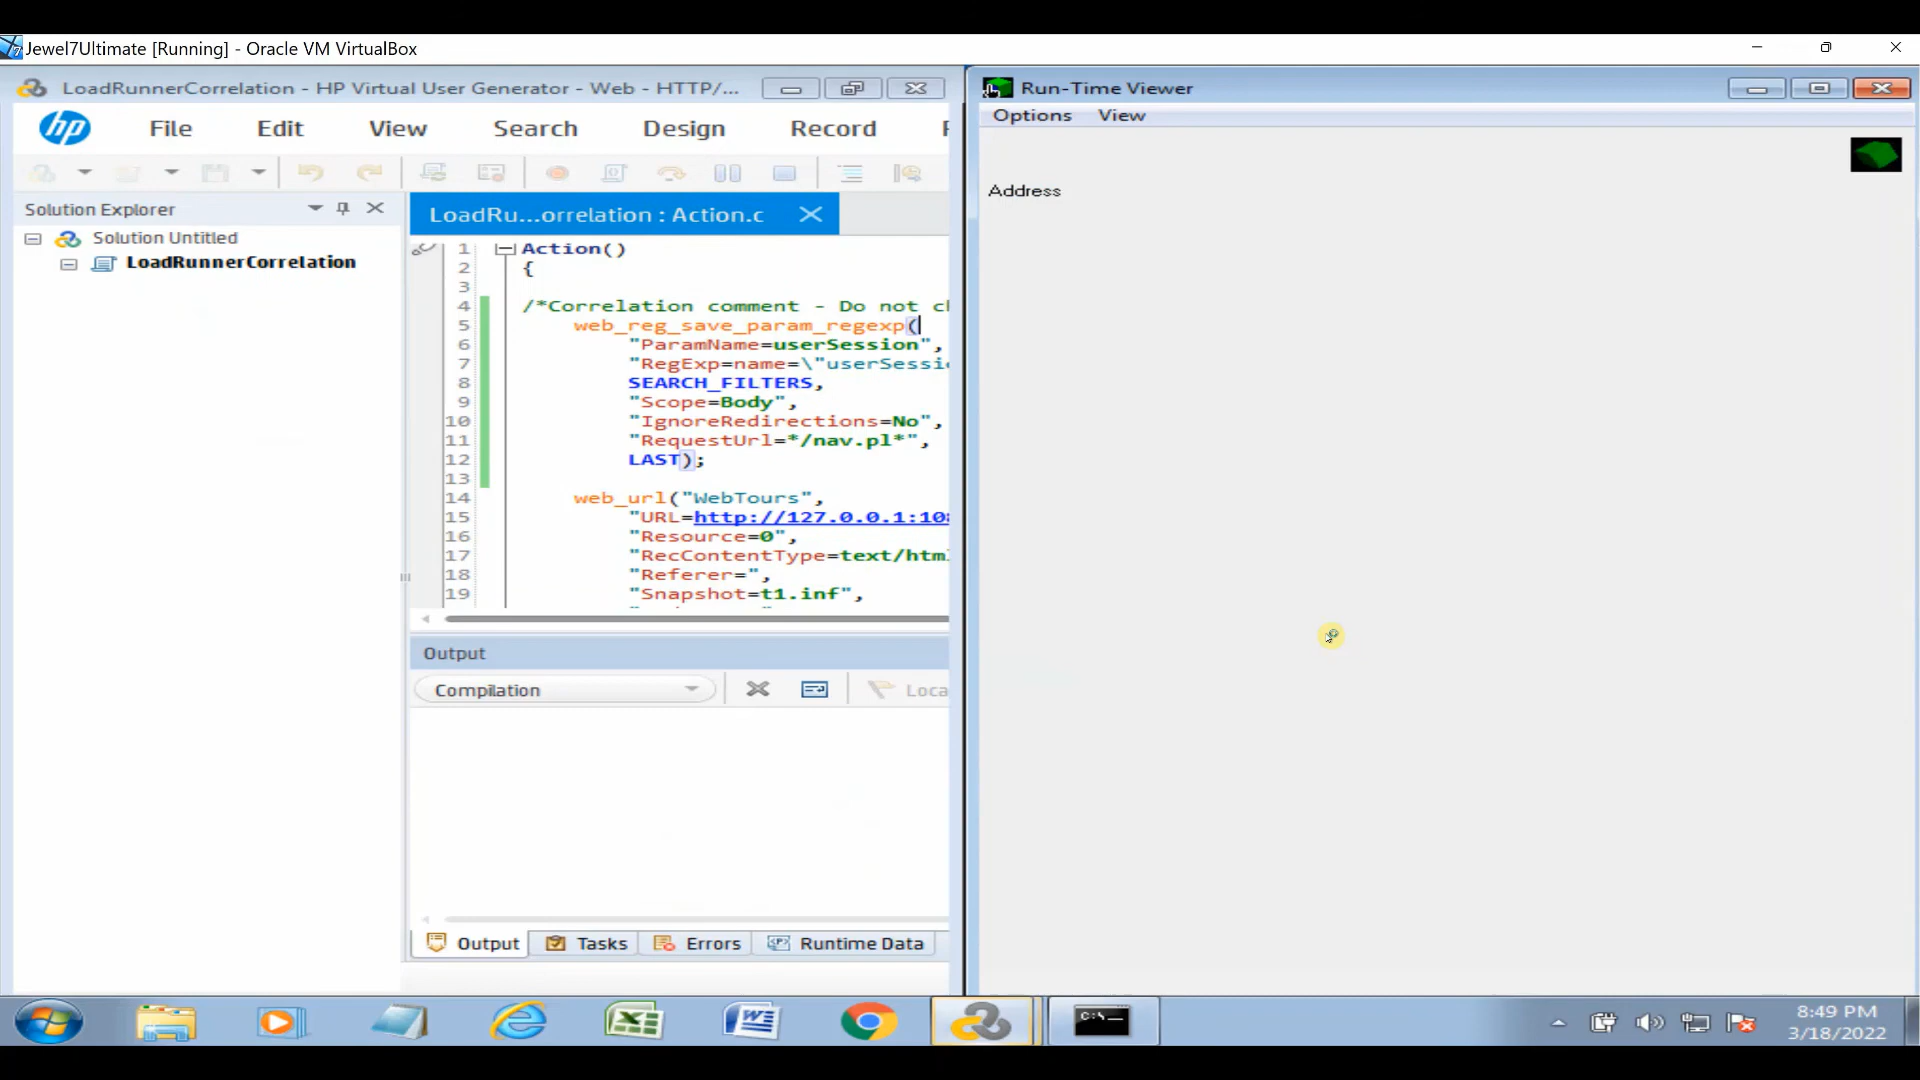 Jewel7Ultimate [Running] - Oracle VM VirtualBox
LoadRunnerCorrelation - HP Virtual User Generator - Web - HTTP/...
hp
File Edit View Search Design Record
Solution Explorer
Solution Untitled
LoadRunnerCorrelation
LoadRu...orrelation : Action.c
1 Action()
2 {
3
4 /*Correlation comment - Do not
5 web_reg_save_param_regexp(
6 "ParamName=userSession",
7 "RegExp=name=\"userSessi
8 SEARCH_FILTERS,
9 "Scope=Body",
10 "IgnoreRedirections=No",
11 "RequestUrl=*/nav.pl*",
12 LAST);
13
14 web_url("WebTours",
15 "URL=http://127.0.0.1:10
16 "Resource=0",
17 "RecContentType=text/htm
18 "Referer=",
19 "Snapshot=t1.inf",
Output
Compilation
Loca
Output Tasks Errors Runtime Data
Run-Time Viewer
Options View
Address
C:\
8:49 PM
3/18/2022